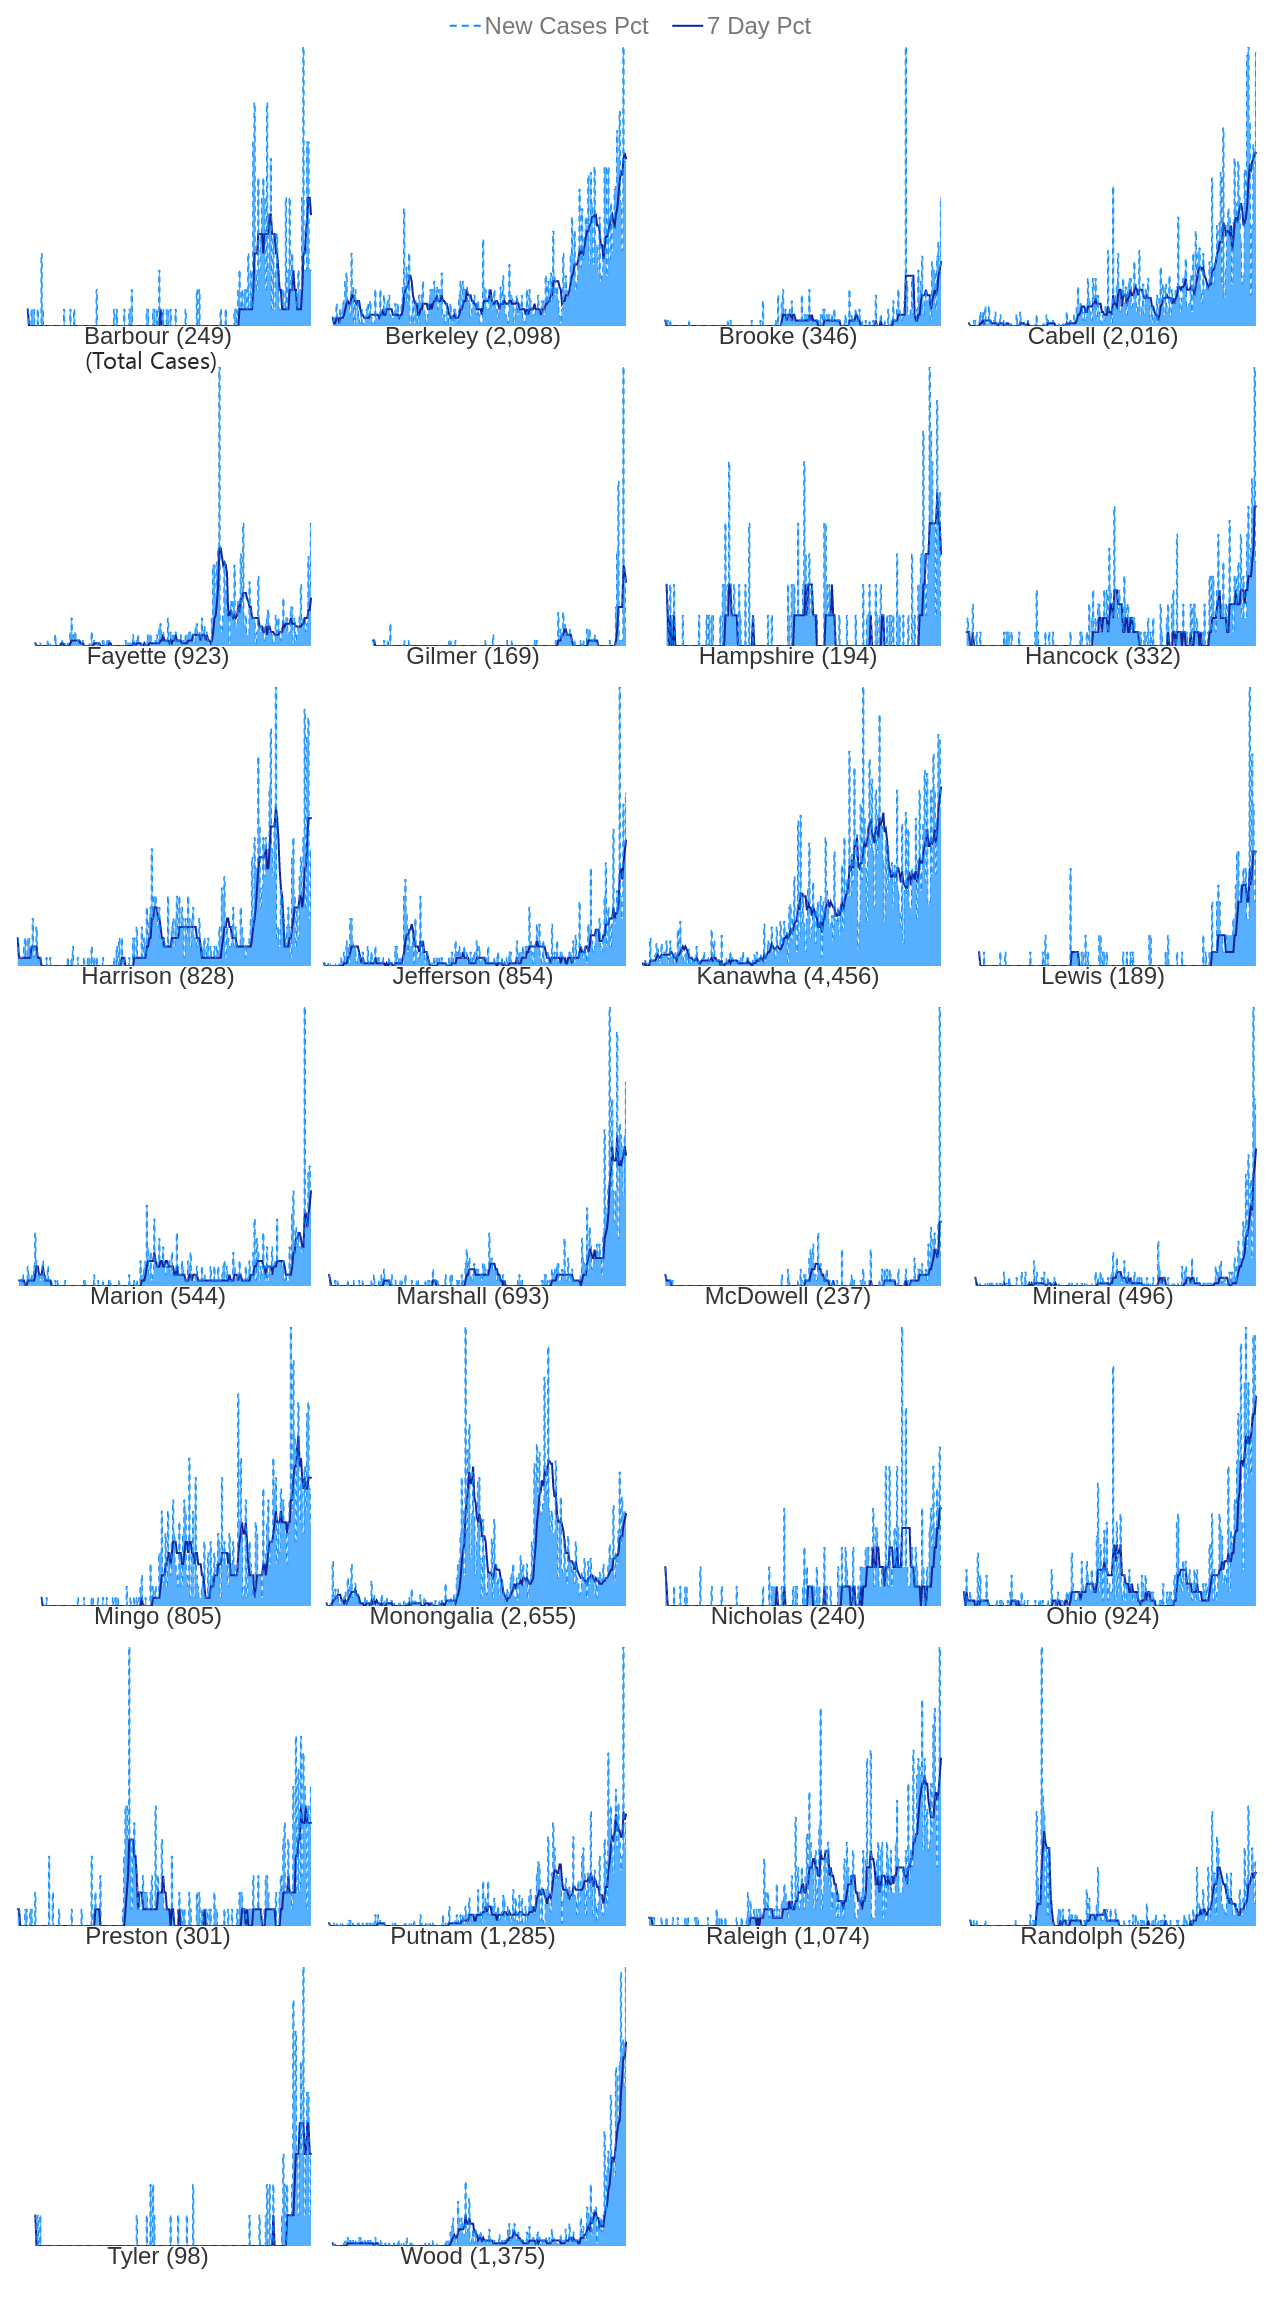 New Cases Pct 7 Day Pct
Barbour (249) Berkeley (2,098) Brooke (346) Cabell (2,016)
(Total Cases)
Fayette (923) Gilmer (169) Hampshire (194) Hancock (332)
Harrison (828) Jefferson (854) Kanawha (4,456) Lewis (189)
Marion (544) Marshall (693) McDowell (237) Mineral (496)
Mingo (805) Monongalia (2,655) Nicholas (240) Ohio (924)
Preston (301) Putnam (1,285) Raleigh (1,074) Randolph (526)
Tyler (98) Wood (1,375)